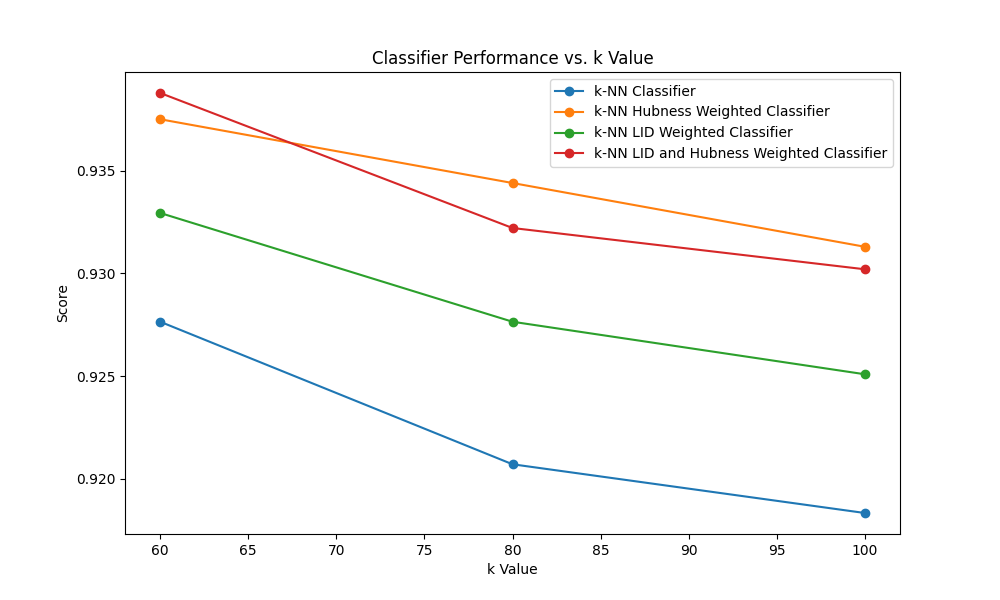 Classifier Performance vs. k Value
k-NN Classifier
k-NN Hubness Weighted Classifier
k-NN LID Weighted Classifier
k-NN LID and Hubness Weighted Classifier
0.935
0.930
0.925
0.920
Score
60 65 70 75 80 85 90 95 100
k Value